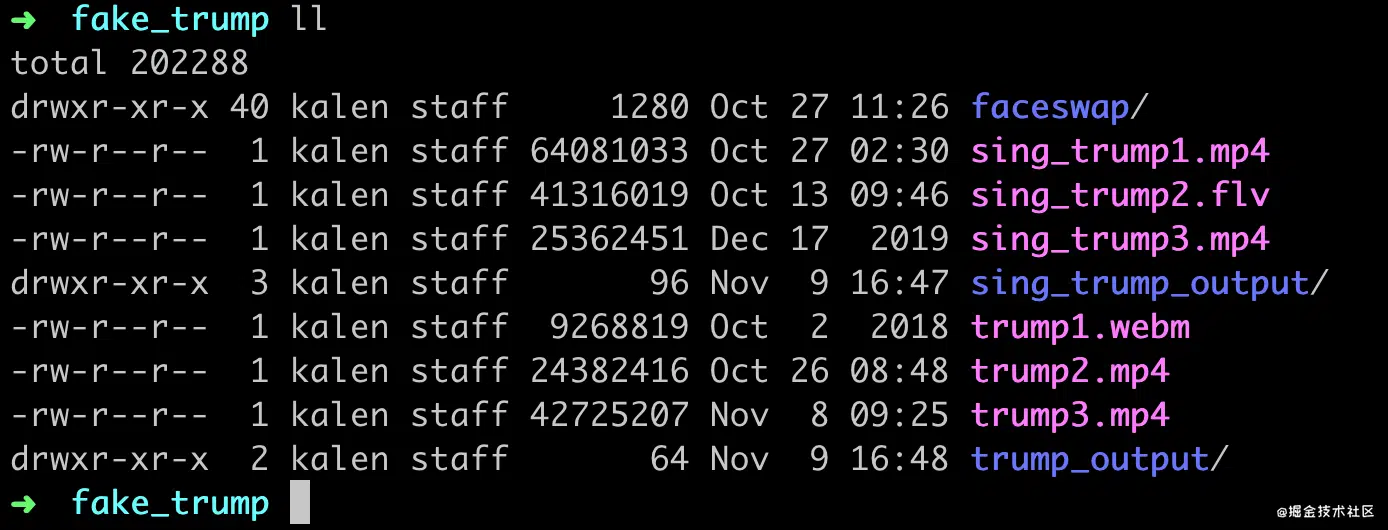 ➜  fake_trump ll
total 202288
drwxr-xr-x 40 kalen staff     1280 Oct 27 11:26 faceswap/
-rw-r--r--  1 kalen staff 64081033 Oct 27 02:30 sing_trump1.mp4
-rw-r--r--  1 kalen staff 41316019 Oct 13 09:46 sing_trump2.flv
-rw-r--r--  1 kalen staff 25362451 Dec 17  2019 sing_trump3.mp4
drwxr-xr-x  3 kalen staff       96 Nov  9 16:47 sing_trump_output/
-rw-r--r--  1 kalen staff  9268819 Oct  2  2018 trump1.webm
-rw-r--r--  1 kalen staff 24382416 Oct 26 08:48 trump2.mp4
-rw-r--r--  1 kalen staff 42725207 Nov  8 09:25 trump3.mp4
drwxr-xr-x  2 kalen staff       64 Nov  9 16:48 trump_output/
➜  fake_trump
@掘金技术社区